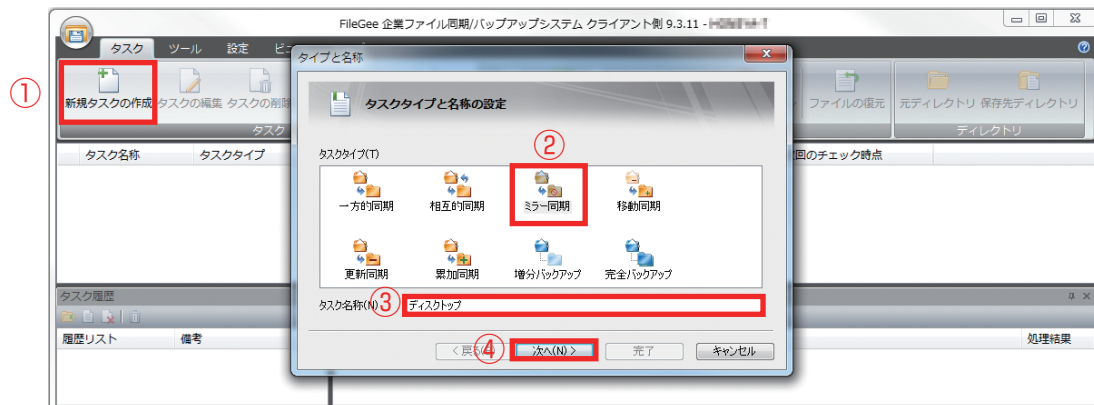 FileGee 企業ファイル同期/バップアップシステム クライアント側 9.3.11 -
タスク ツール 設定
①
新規タスクの作成 タスクの編集 タスクの削除
ファイルの復元 元ディレクトリ 保存先ディレクトリ
タスク
ディレクトリ
タスク名称 タスクタイプ
回のチェック時点
タイプと名称
タスクタイプと名称の設定
タスクタイプ(T)
②
一方的同期 相互的同期 ミラー同期 移動同期
更新同期 累加同期 増分バックアップ 完全バックアップ
タスク名称(N) ③ ディスクトップ
④ 次へ(N) > 完了 キャンセル
タスク履歴
履歴リスト 備考 処理結果